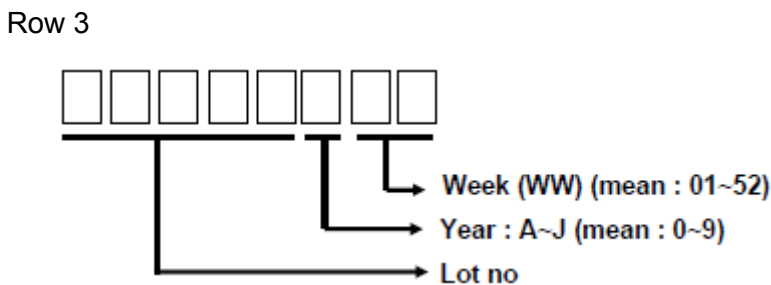 Row 3
Week (WW) (mean : 01~52)
Year : A~J (mean : 0~9)
Lot no